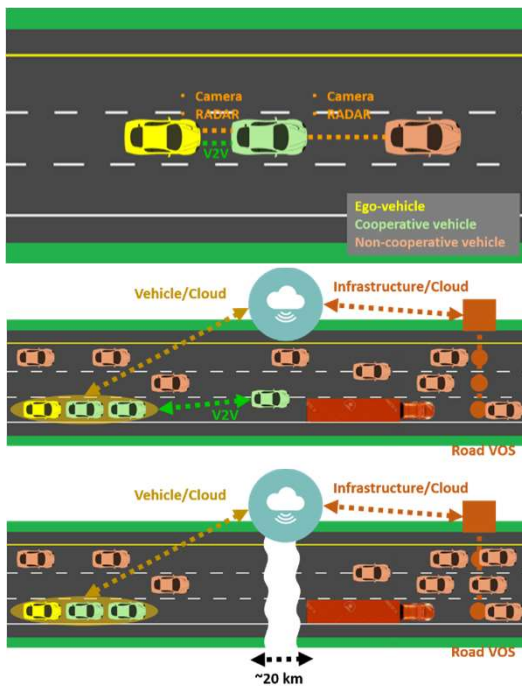 • Camera
• RADAR
V2V
• Camera
• RADAR
Ego-vehicle
Cooperative vehicle
Non-cooperative vehicle
Vehicle/Cloud
Infrastructure/Cloud
V2V
Road VOS
Vehicle/Cloud
Infrastructure/Cloud
Road VOS
~20 km